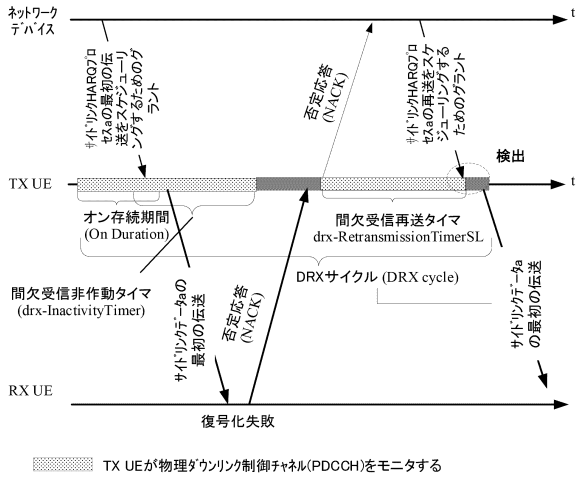 ネットワーク
デバイス
t
サイドリンクHARQプロ
セスaの最初の伝
送をスケジューリ
ングするためのグ
ラント
否定応答
(NACK)
サイドリンクHARQプロ
セスaの再送をスケ
ジューリングする
ためのグラント
検出
TX UE
t
オン存続期間
(On Duration)
間欠受信再送タイマ
drx-RetransmissionTimerSL
DRXサイクル (DRX cycle)
間欠受信非作動タイマ
(drx-InactivityTimer)
サイドリンクデータaの
最初の伝送
否定応答
(NACK)
サイドリンクデータa
の最初の伝送
RX UE
復号化失敗
TX UEが物理ダウンリンク制御チャネル(PDCCH)をモニタする